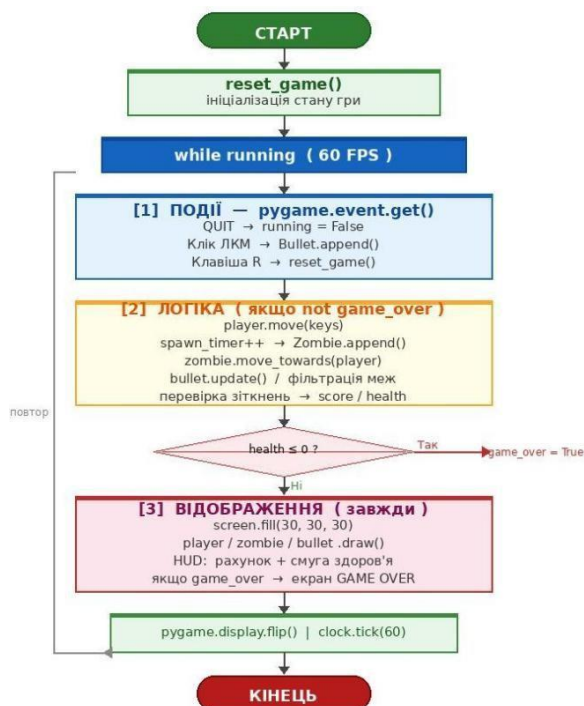 СТАРТ
reset_game()
ініціалізація стану гри
while running ( 60 FPS )
[1] ПОДІЇ — pygame.event.get()
QUIT → running = False
Клік ЛКМ → Bullet.append()
Клавіша R → reset_game()
[2] ЛОГІКА ( якщо not game_over )
player.move(keys)
spawn_timer++ → Zombie.append()
zombie.move_towards(player)
bullet.update() / фільтрація меж
перевірка зіткнень → score / health
повтор
health ≤ 0 ?
Так
game_over = True
Ні
[3] ВІДОБРАЖЕННЯ ( завжди )
screen.fill(30, 30, 30)
player / zombie / bullet .draw()
HUD: рахунок + смуга здоров'я
якщо game_over → екран GAME OVER
pygame.display.flip() | clock.tick(60)
КІНЕЦЬ